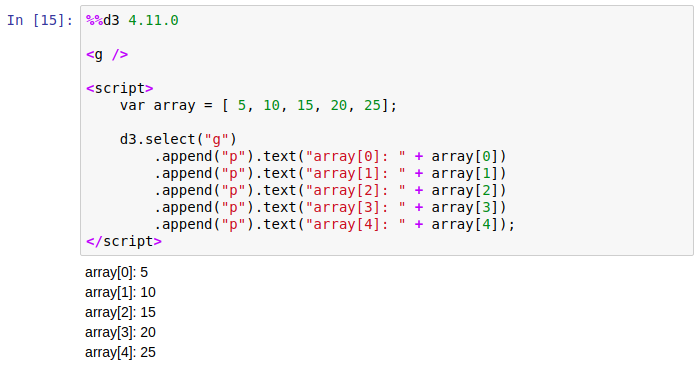 In [15]: %%d3 4.11.0
<g />
<script>
var array = [ 5, 10, 15, 20, 25];
d3.select("g")
.append("p").text("array[0]: " + array[0])
.append("p").text("array[1]: " + array[1])
.append("p").text("array[2]: " + array[2])
.append("p").text("array[3]: " + array[3])
.append("p").text("array[4]: " + array[4]);
</script>
array[0]: 5
array[1]: 10
array[2]: 15
array[3]: 20
array[4]: 25